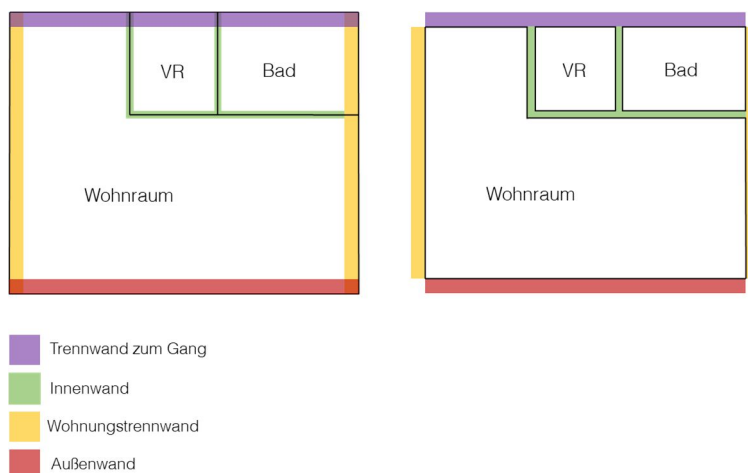 VR Bad
Wohnraum
VR Bad
Wohnraum
Trennwand zum Gang
Innenwand
Wohnungstrennwand
Außenwand